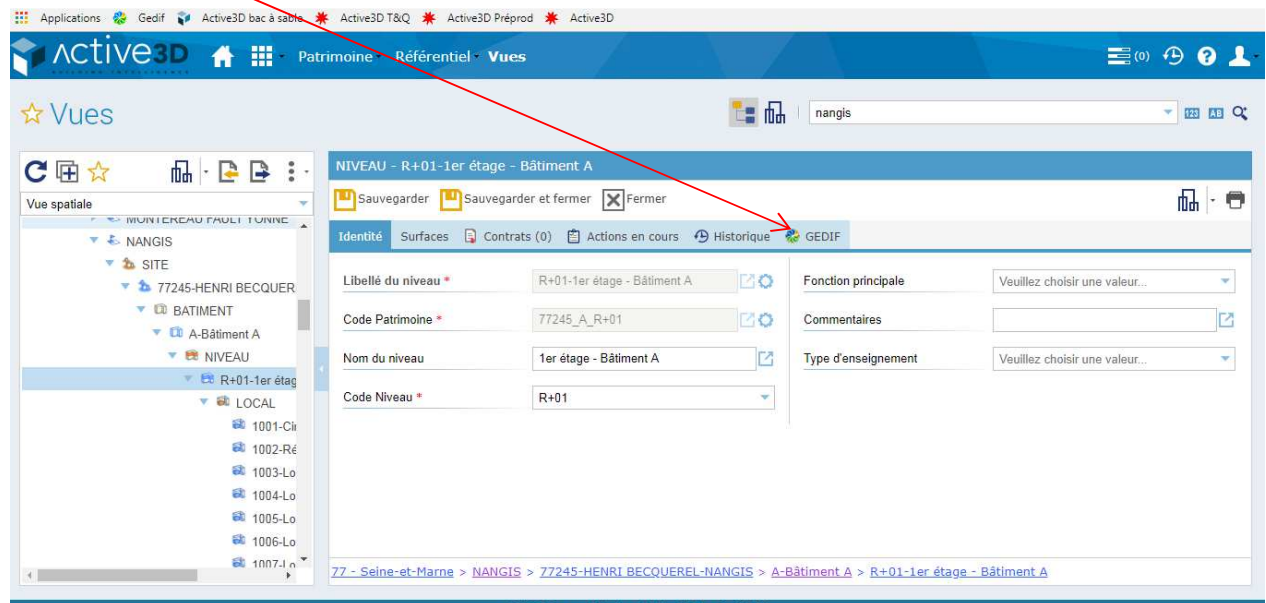 Applications Gedif Active3D bac à sable Active3D T&Q Active3D Préprod Active3D
Active3D Patrimoine Référentiel Vues (0)
Vues nangis
NIVEAU - R+01-1er étage - Bâtiment A
Sauvegarder Sauvegarder et fermer Fermer
Vue spatiale
Identité Surfaces Contrats (0) Actions en cours Historique GEDIF
MONTEREAU FAULT YONNE
NANGIS
SITE
77245-HENRI BECQUER
BATIMENT
A-Bâtiment A
NIVEAU
R+01-1er étag
LOCAL
1001-Cir
1002-Ré
1003-Lo
1004-Lo
1005-Lo
1006-Lo
1007-Lo
Libellé du niveau * R+01-1er étage - Bâtiment A
Code Patrimoine * 77245_A_R+01
Nom du niveau 1er étage - Bâtiment A
Code Niveau * R+01
Fonction principale Veuillez choisir une valeur...
Commentaires
Type d'enseignement Veuillez choisir une valeur...
77 - Seine-et-Marne > NANGIS > 77245-HENRI BECQUEREL-NANGIS > A-Bâtiment A > R+01-1er étage - Bâtiment A